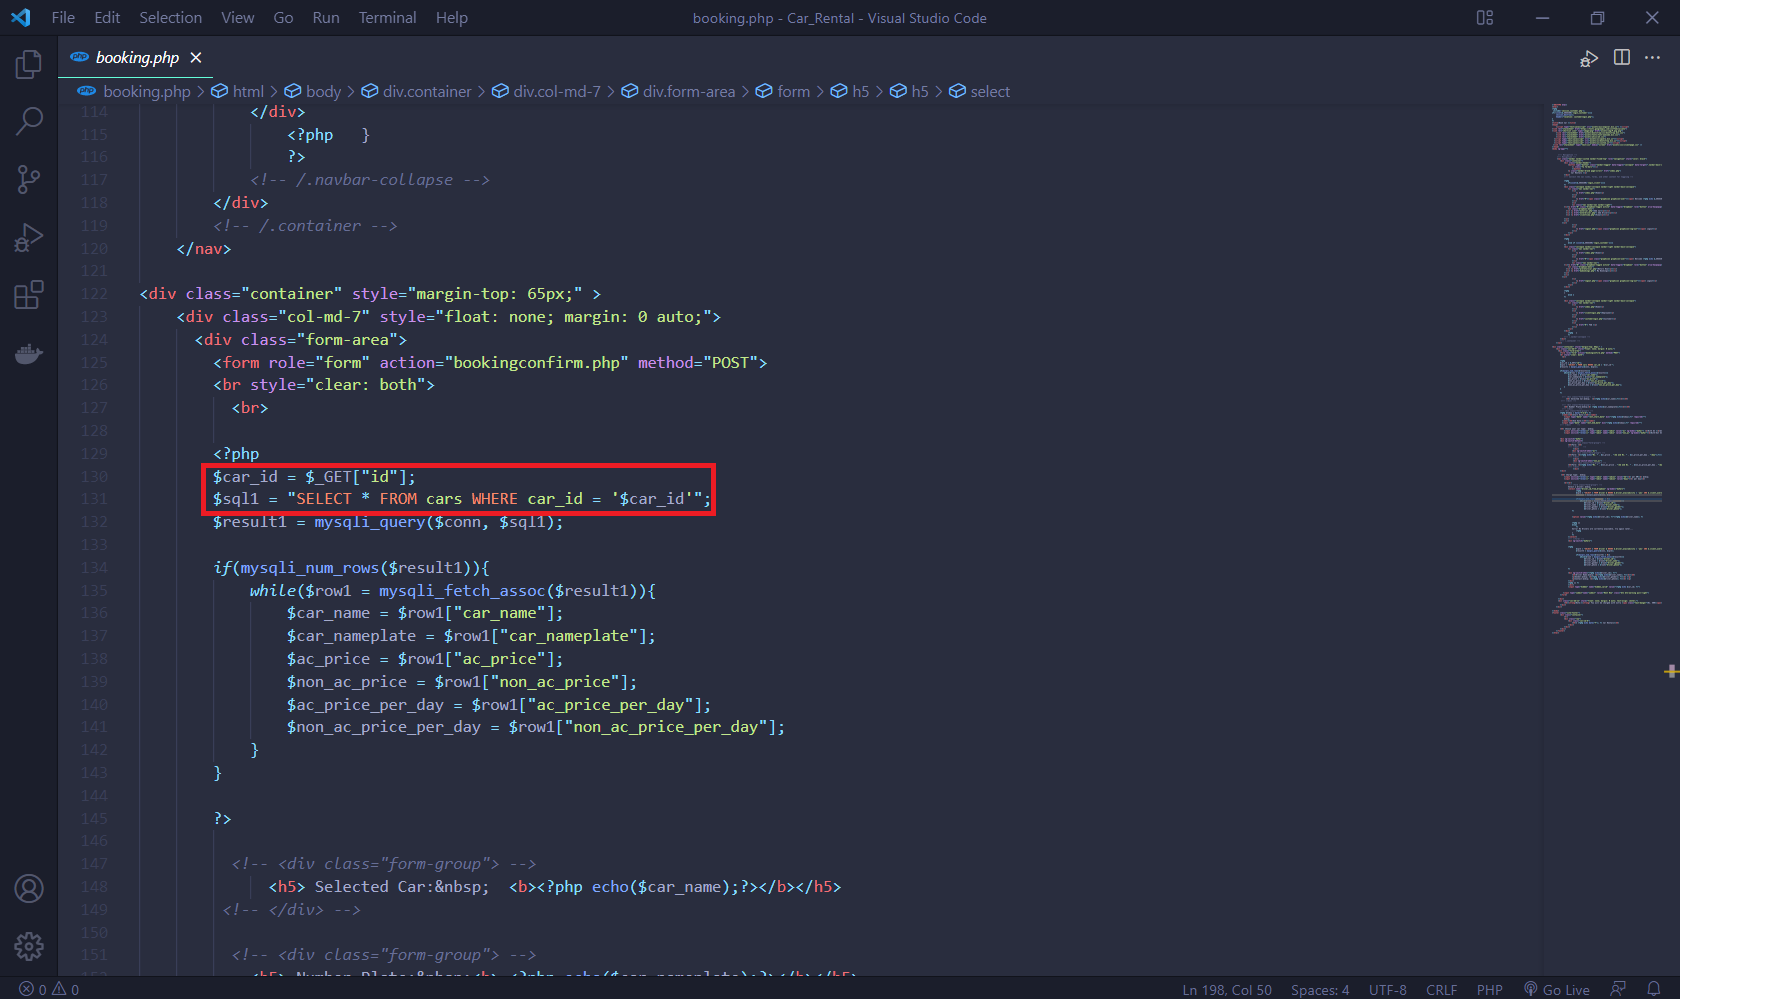 File Edit Selection View Go Run Terminal Help booking.php - Car_Rental - Visual Studio Code
php booking.php
php booking.php > html > body > div.container > div.col-md-7 > div.form-area > form > h5 > h5 > select
114 </div>
115 <?php }
116 ?>
117 <!-- /.navbar-collapse -->
118 </div>
119 <!-- /.container -->
120 </nav>
121
122 <div class="container" style="margin-top: 65px;" >
123 <div class="col-md-7" style="float: none; margin: 0 auto;">
124 <div class="form-area">
125 <form role="form" action="bookingconfirm.php" method="POST">
126 <br style="clear: both">
127 <br>
128
129 <?php
130 $car_id = $_GET["id"];
131 $sql1 = "SELECT * FROM cars WHERE car_id = '$car_id'";
132 $result1 = mysqli_query($conn, $sql1);
133
134 if(mysqli_num_rows($result1)){
135 while($row1 = mysqli_fetch_assoc($result1)){
136 $car_name = $row1["car_name"];
137 $car_nameplate = $row1["car_nameplate"];
138 $ac_price = $row1["ac_price"];
139 $non_ac_price = $row1["non_ac_price"];
140 $ac_price_per_day = $row1["ac_price_per_day"];
141 $non_ac_price_per_day = $row1["non_ac_price_per_day"];
142 }
143 }
144
145 ?>
146
147 <!-- <div class="form-group"> -->
148 <h5> Selected Car:&nbsp; <b><?php echo($car_name);?></b></h5>
149 <!-- </div> -->
150
151 <!-- <div class="form-group"> -->
0 0 Ln 198, Col 50 Spaces: 4 UTF-8 CRLF PHP Go Live